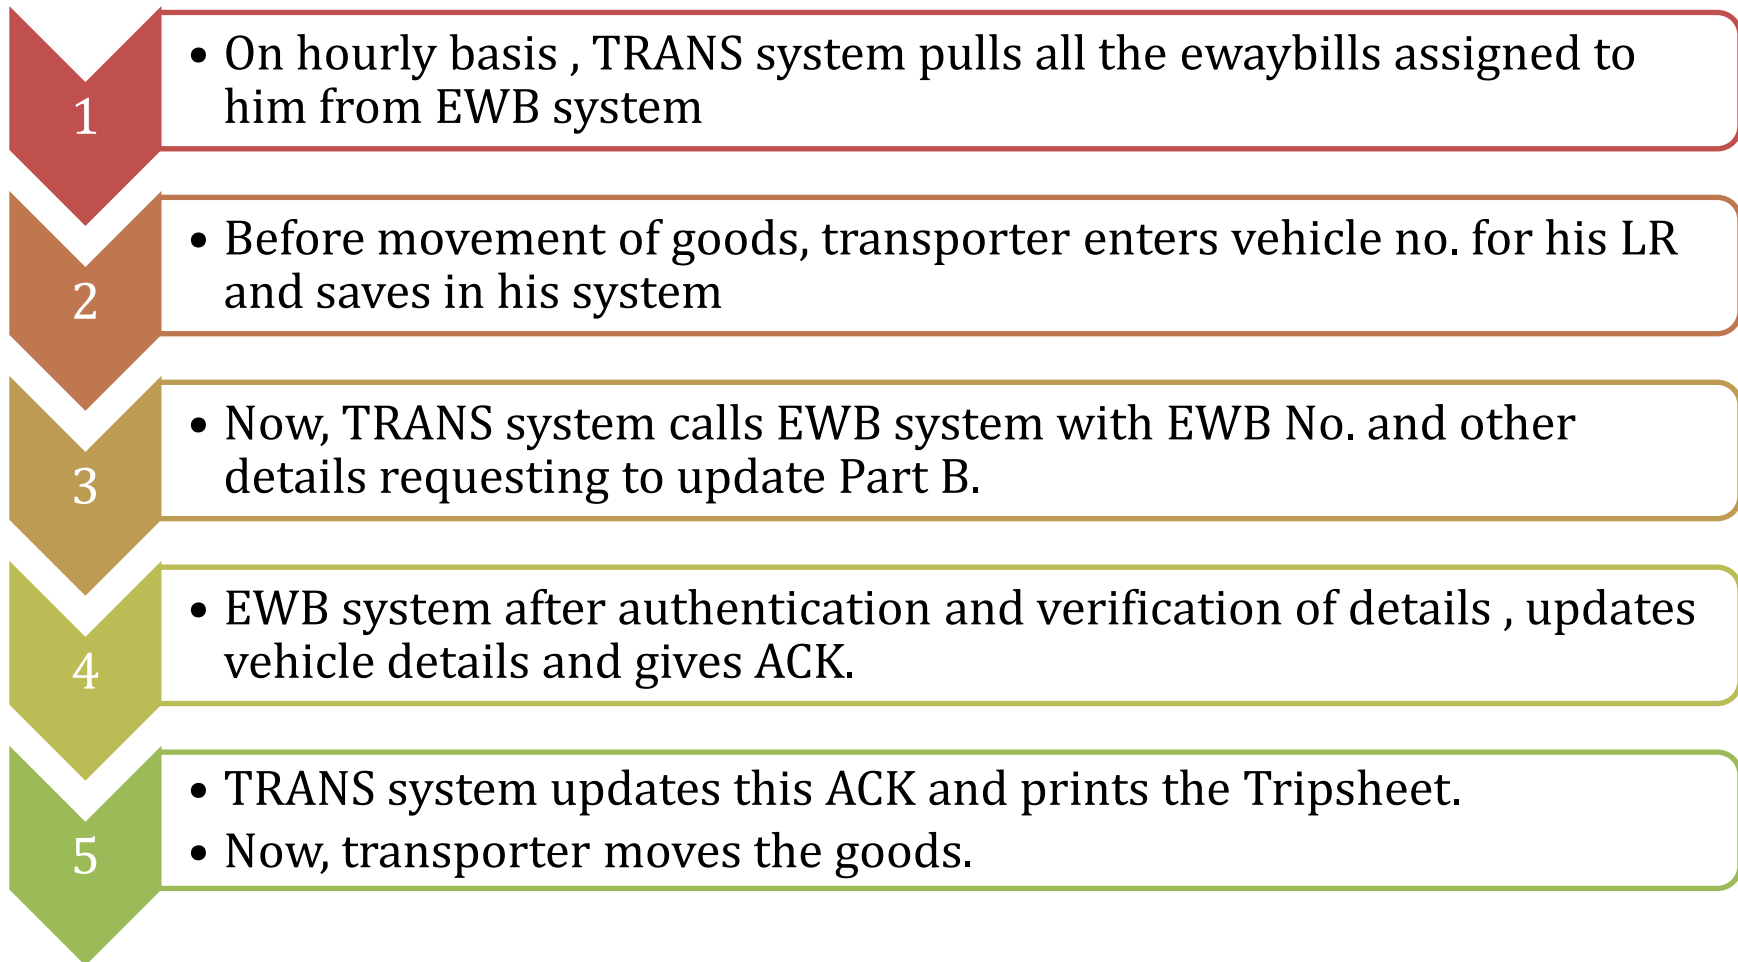 1
• On hourly basis , TRANS system pulls all the ewaybills assigned to
him from EWB system
2
• Before movement of goods, transporter enters vehicle no. for his LR
and saves in his system
3
• Now, TRANS system calls EWB system with EWB No. and other
details requesting to update Part B.
4
• EWB system after authentication and verification of details , updates
vehicle details and gives ACK.
5
• TRANS system updates this ACK and prints the Tripsheet.
• Now, transporter moves the goods.